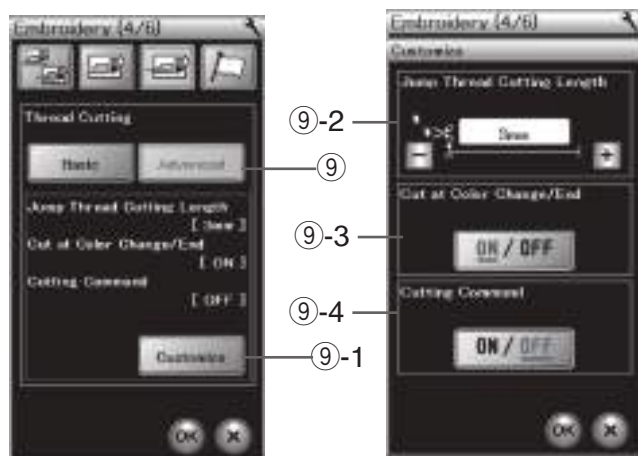 Embroidery (4/6)
Thread Cutting
Basic
Advanced
Jump Thread Cutting Length
[ 3mm ]
Cut at Color Change/End
[ ON ]
Cutting Command
[ OFF ]
Customize
OK
⑨-2
⑨
⑨-3
⑨-4
⑨-1
Embroidery (4/6)
Customize
Jump Thread Cutting Length
3mm
- +
Cut at Color Change/End
ON / OFF
Cutting Command
ON / OFF
OK